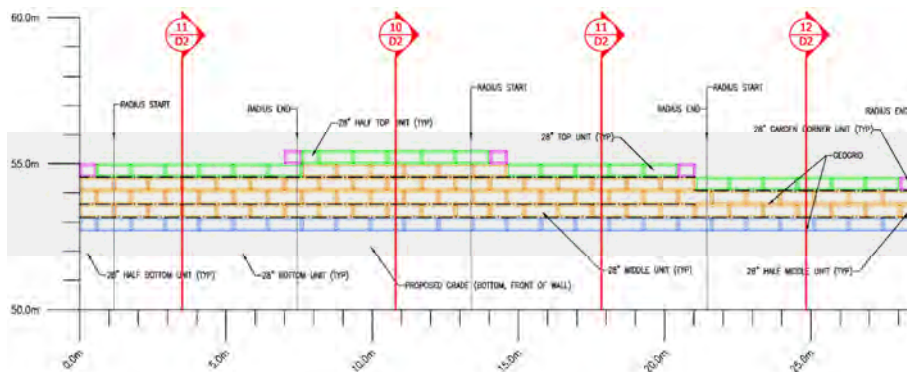 60.0m
11
D2
10
D2
11
D2
12
D2
RADIUS START
RADIUS END
28" HALF TOP UNIT (TYP)
RADIUS START
28" TOP UNIT (TYP)
RADIUS END
RADIUS START
28" GARDEN CORNER UNIT (TYP)
RADIUS END
GEOGRID
55.0m
28" HALF BOTTOM UNIT (TYP)
28" BOTTOM UNIT (TYP)
PROPOSED GRADE (BOTTOM, FRONT OF WALL)
28" MIDDLE UNIT (TYP)
28" HALF MIDDLE UNIT (TYP)
50.0m
0.0m
5.0m
10.0m
15.0m
20.0m
25.0m